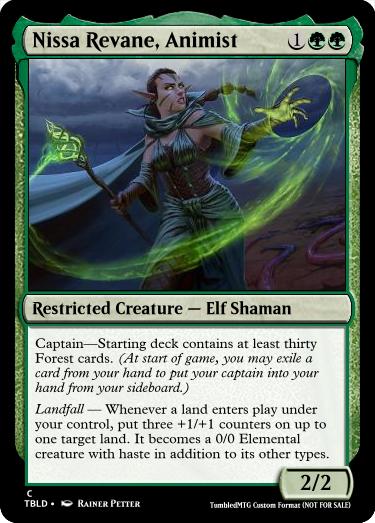 Nissa Revane, Animist 1
Restricted Creature — Elf Shaman
Captain—Starting deck contains at least thirty
Forest cards. (At start of game, you may exile a
card from your hand to put your captain into your
hand from your sideboard.)
Landfall — Whenever a land enters play under
your control, put three +1/+1 counters on up to
one target land. It becomes a 0/0 Elemental
creature with haste in addition to its other types.
2/2
C
TBLD • Rainer Petter
TumbledMTG Custom Format (NOT FOR SALE)